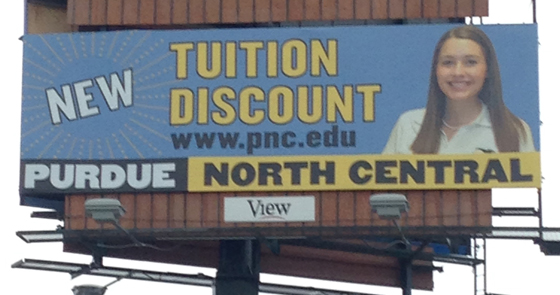 NEW
TUITION
DISCOUNT
www.pnc.edu
PURDUE NORTH CENTRAL
View